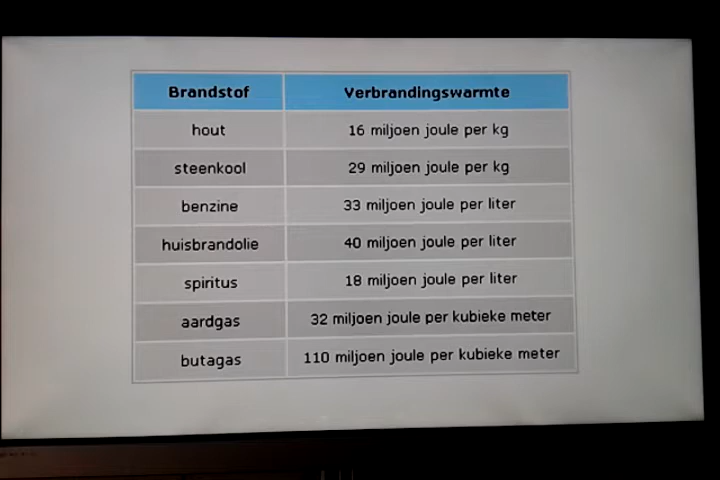 Brandstof Verbrandingswarmte
hout 16 miljoen joule per kg
steenkool 29 miljoen joule per kg
benzine 33 miljoen joule per liter
huisbrandolie 40 miljoen joule per liter
spiritus 18 miljoen joule per liter
aardgas 32 miljoen joule per kubieke meter
butagas 110 miljoen joule per kubieke meter